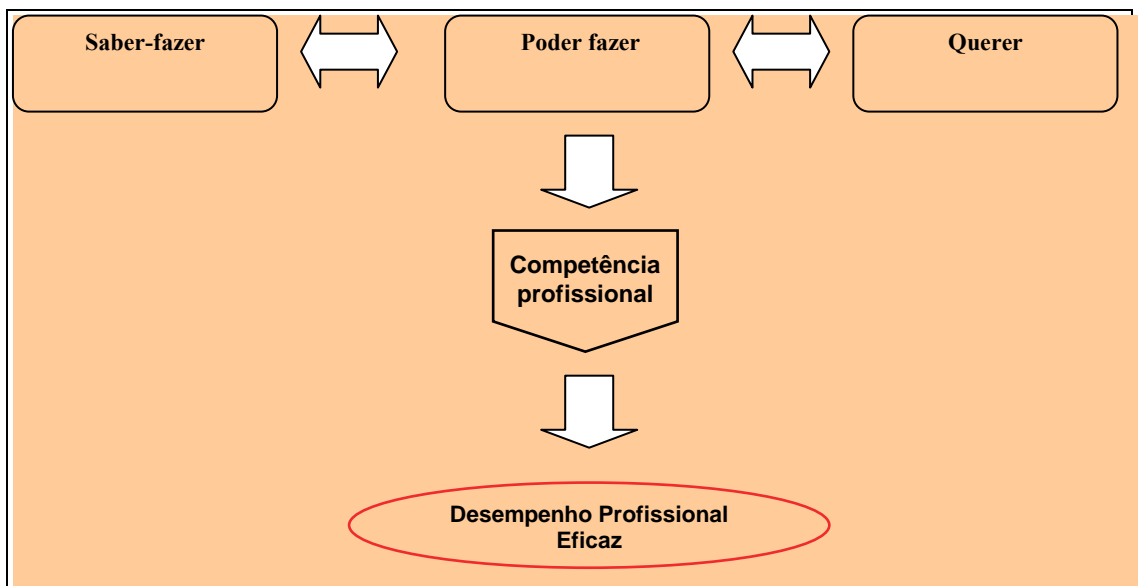 Saber-fazer
Poder fazer
Querer
Competência
profissional
Desempenho Profissional
Eficaz